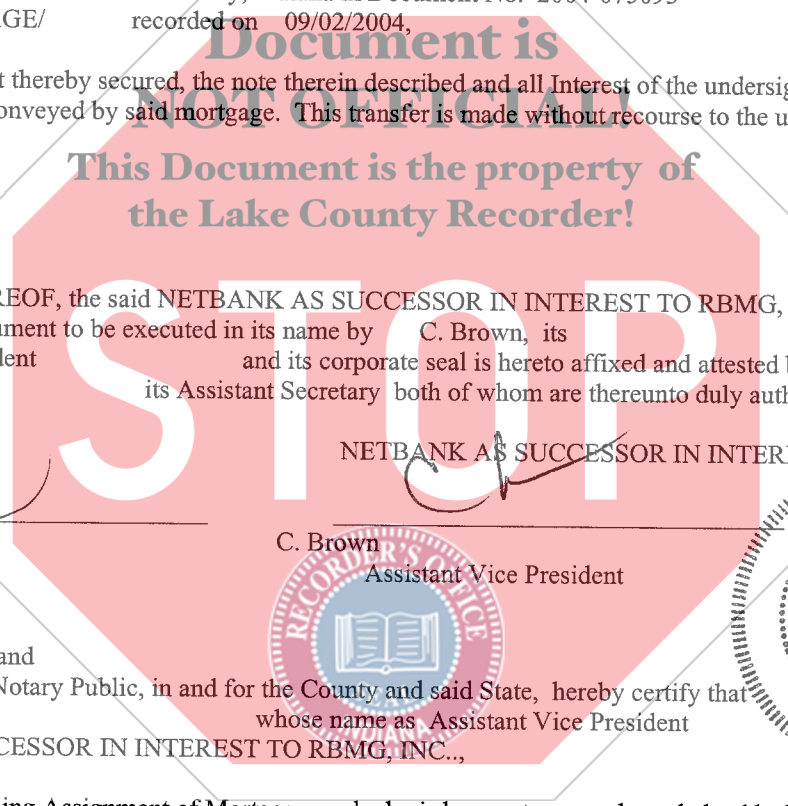 GE/ recorded on 09/02/2004,
Document is
t thereby secured, the note therein described and all Interest of the
NOT OFFICIAL!
conveyed by said mortgage. This transfer is made without recourse to the
This Document is the property of
the Lake County Recorder!
STOP
REOF, the said NETBANK AS SUCCESSOR IN INTEREST TO RBMG,
ument to be executed in its name by C. Brown, its
dent and its corporate seal is hereto affixed and attested
its Assistant Secretary both of whom are thereunto duly
NETBANK AS SUCCESSOR IN
C. Brown
Assistant Vice President
RECORDER'S OFFICE
INDIANA
and
Notary Public, in and for the County and said State, hereby certify that
whose name as Assistant Vice President
CESSOR IN INTEREST TO RBMG, INC..,